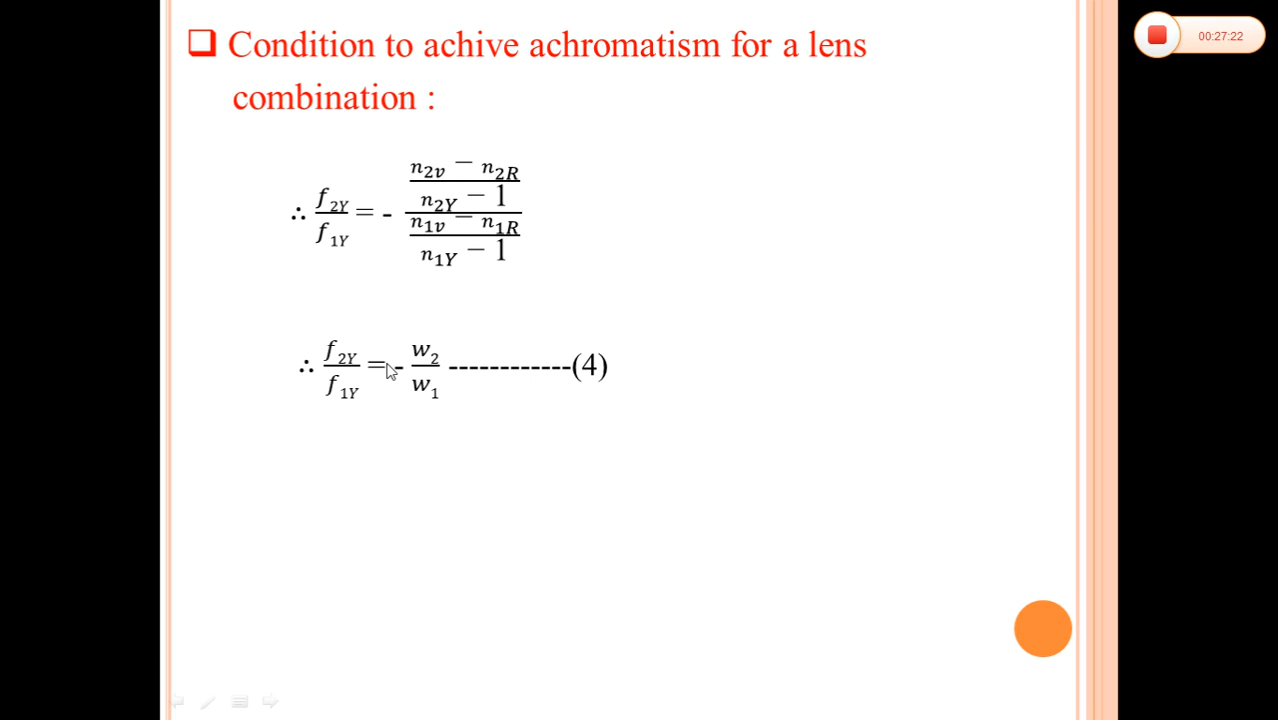 ❑ Condition to achive achromatism for a lens
combination :
00:27:22
∴ f₂Y / f₁Y = - ((n₂v − n₂R) / (n₂Y − 1)) / ((n₁v − n₁R) / (n₁Y − 1))
∴ f₂Y / f₁Y = - w₂ / w₁ ------------(4)